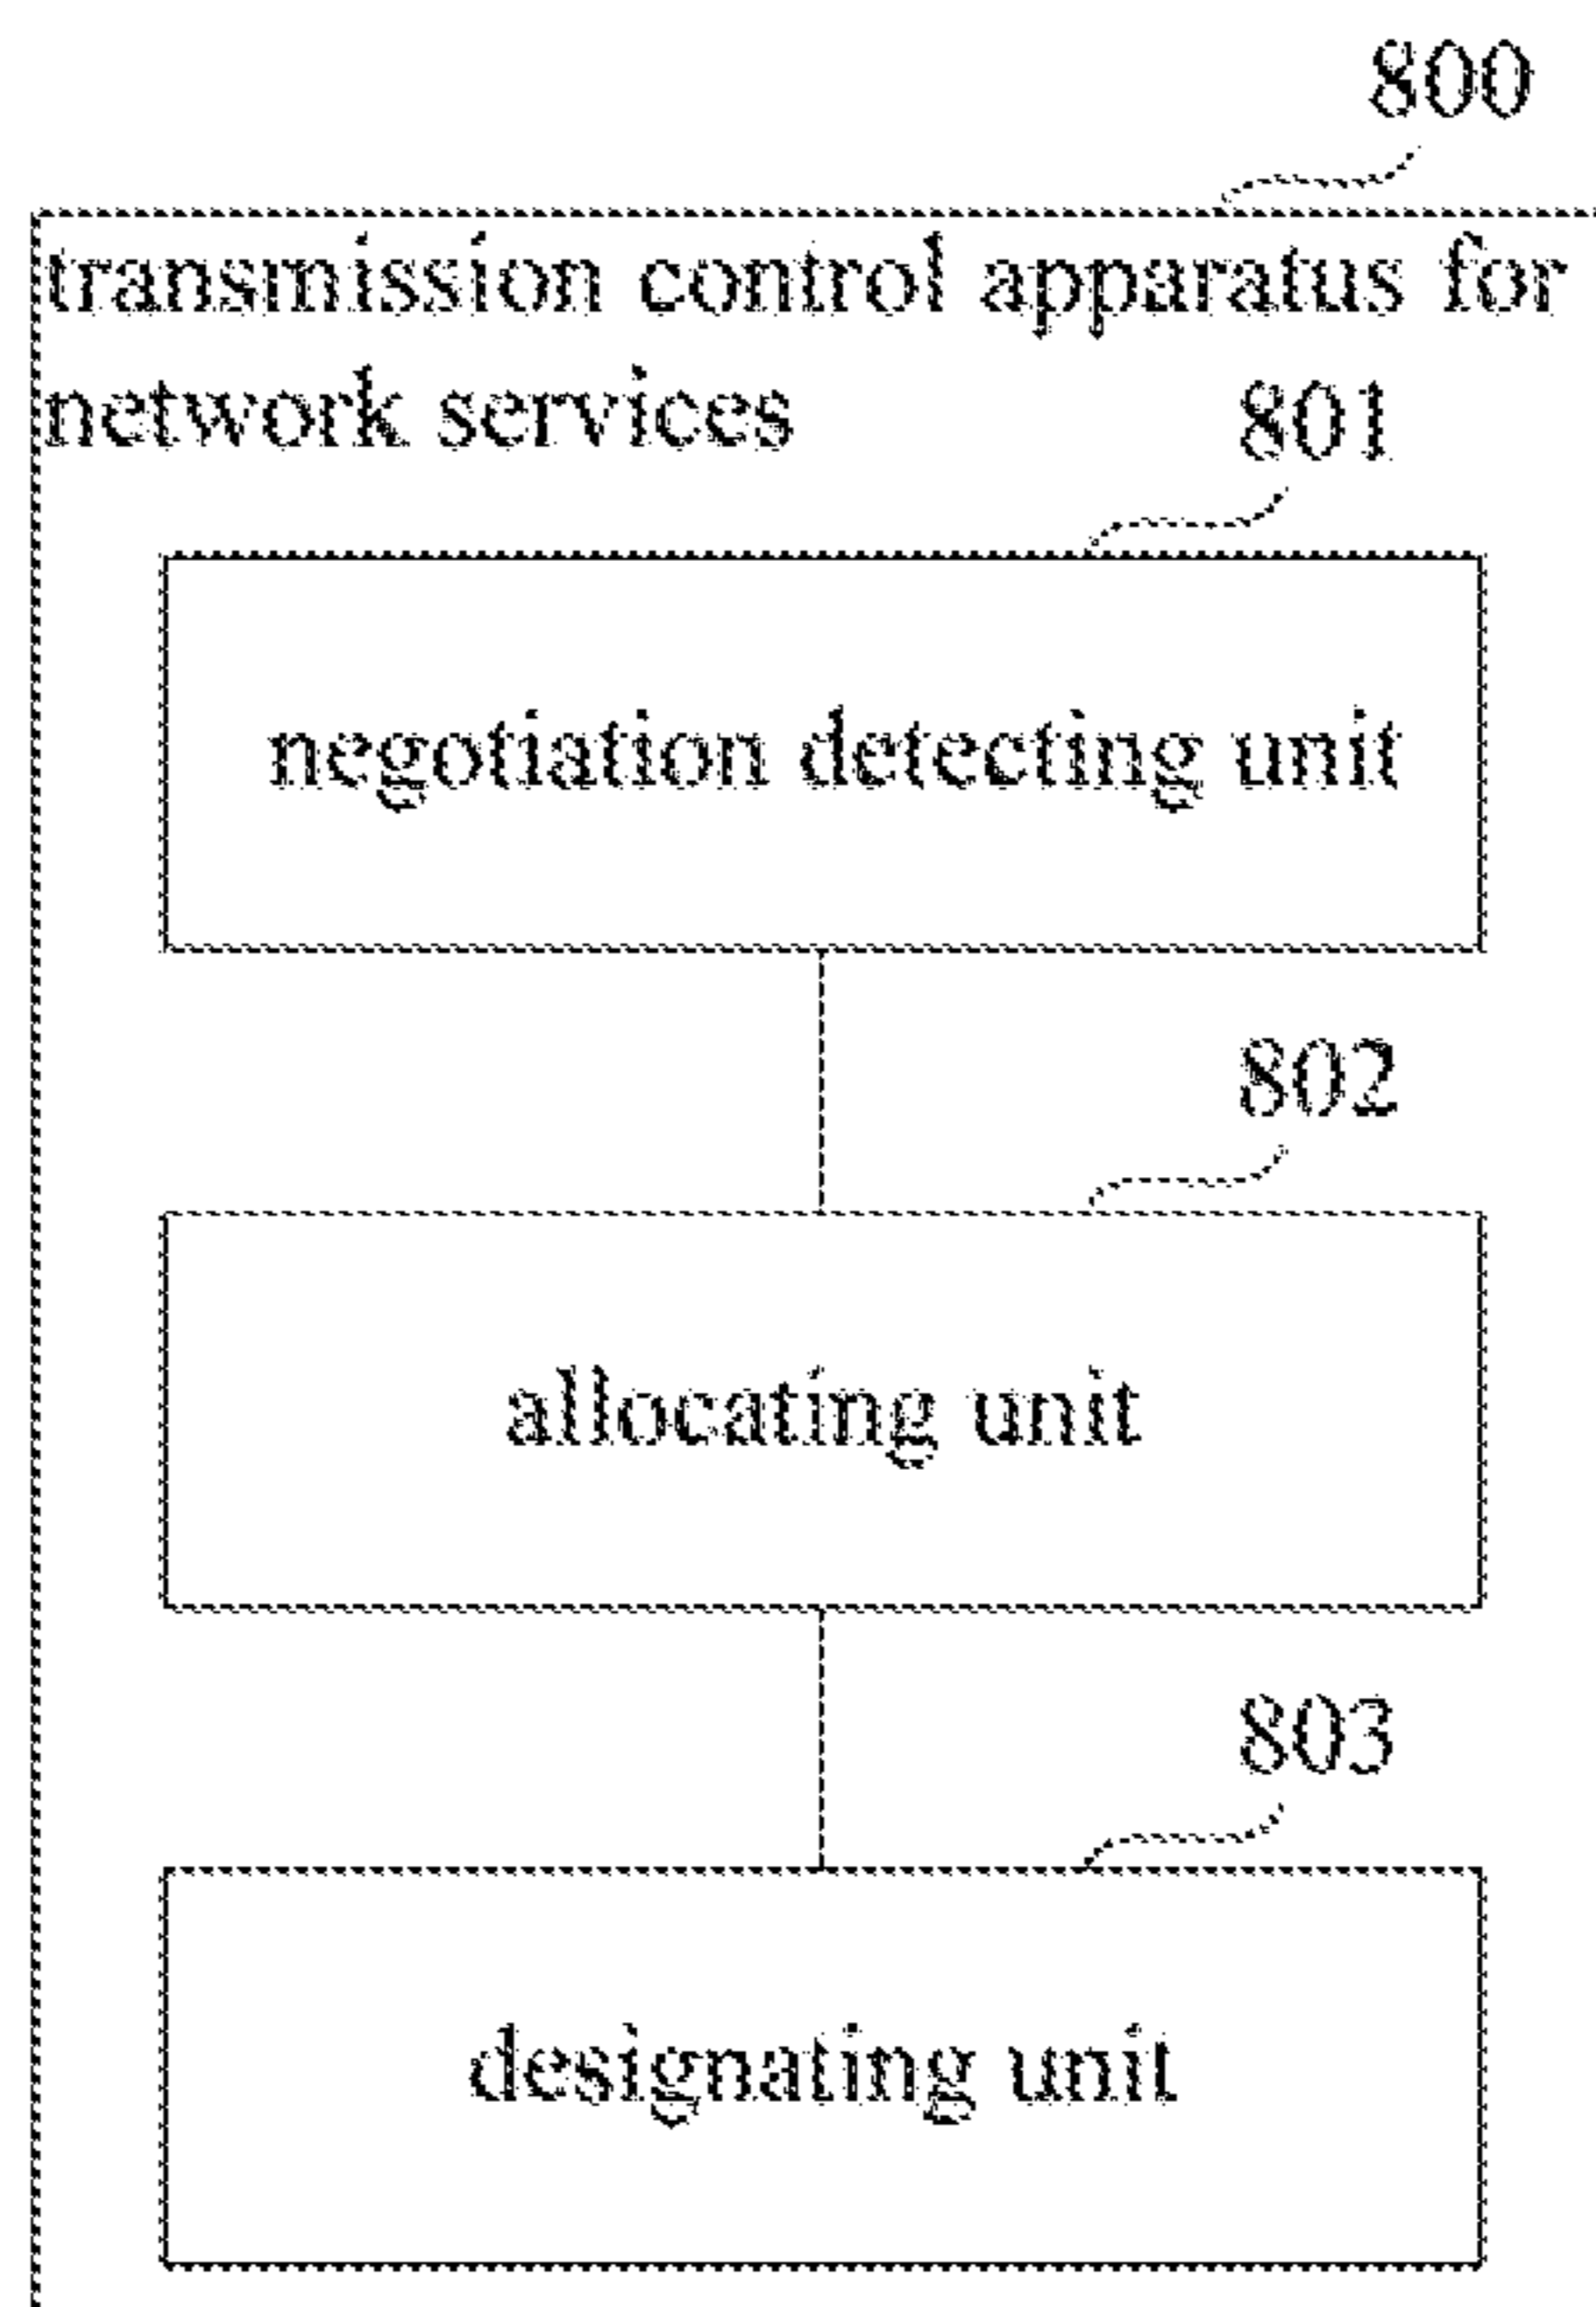 800
transmission control apparatus for
network services
801
negotiation detecting unit
802
allocating unit
803
designating unit